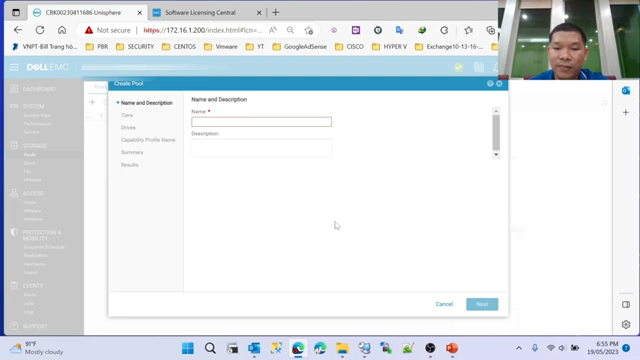 CRK00230411686 Unisphere
Software Licensing Central
Not secure
https://172.16.1.200/index.html#lcn=
VNPT-Bill Trang hó
PBR
SECURITY
CENTOS
Vmware
YT
GoogleAdSense
CISCO
HYPER V
Exchange10-13-13
DELL EMC
DASHBOARD
SYSTEM
System View
Performance
Service
STORAGE
Pools
Block
File
VMware
ACCESS
Hosts
VMware
Initiators
PROTECTION & MOBILITY
Replication
Interfaces
Import
EVENTS
Alerts
Jobs
Logs
SUPPORT
Create Pool
Name and Description
Tiers
Drives
Capability Profile Name
Summary
Results
Name and Description
Name: *
Description:
Cancel
Next
91°F
Mostly cloudy
6:55 PM
19/05/2023